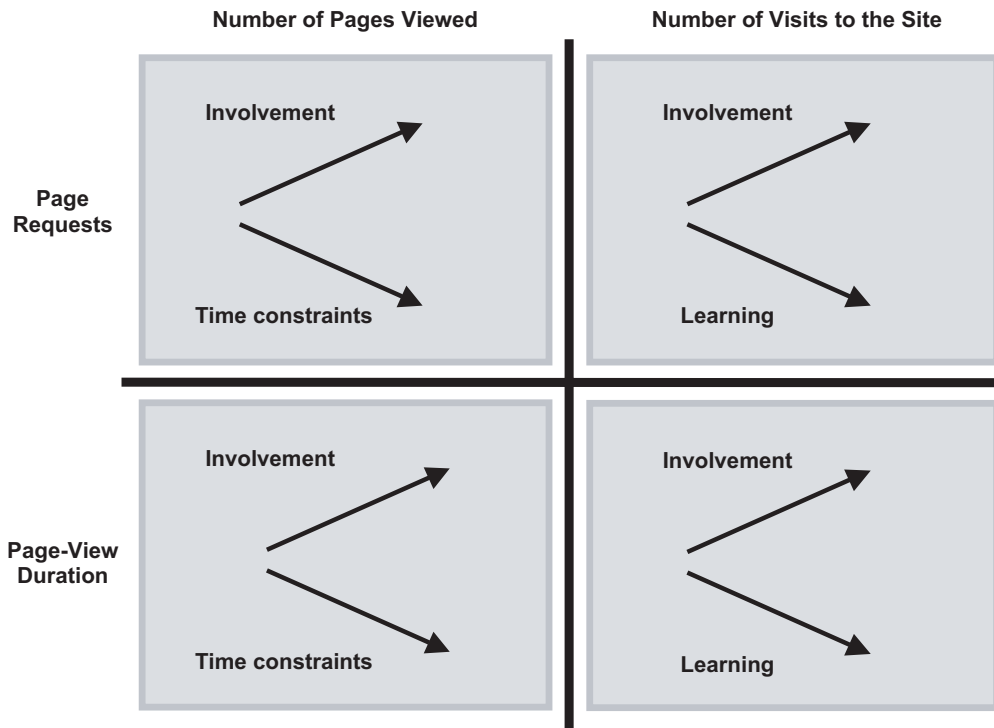 Number of Pages Viewed
Number of Visits to the Site
Page
Requests
Involvement
Time constraints
Involvement
Learning
Page-View
Duration
Involvement
Time constraints
Involvement
Learning